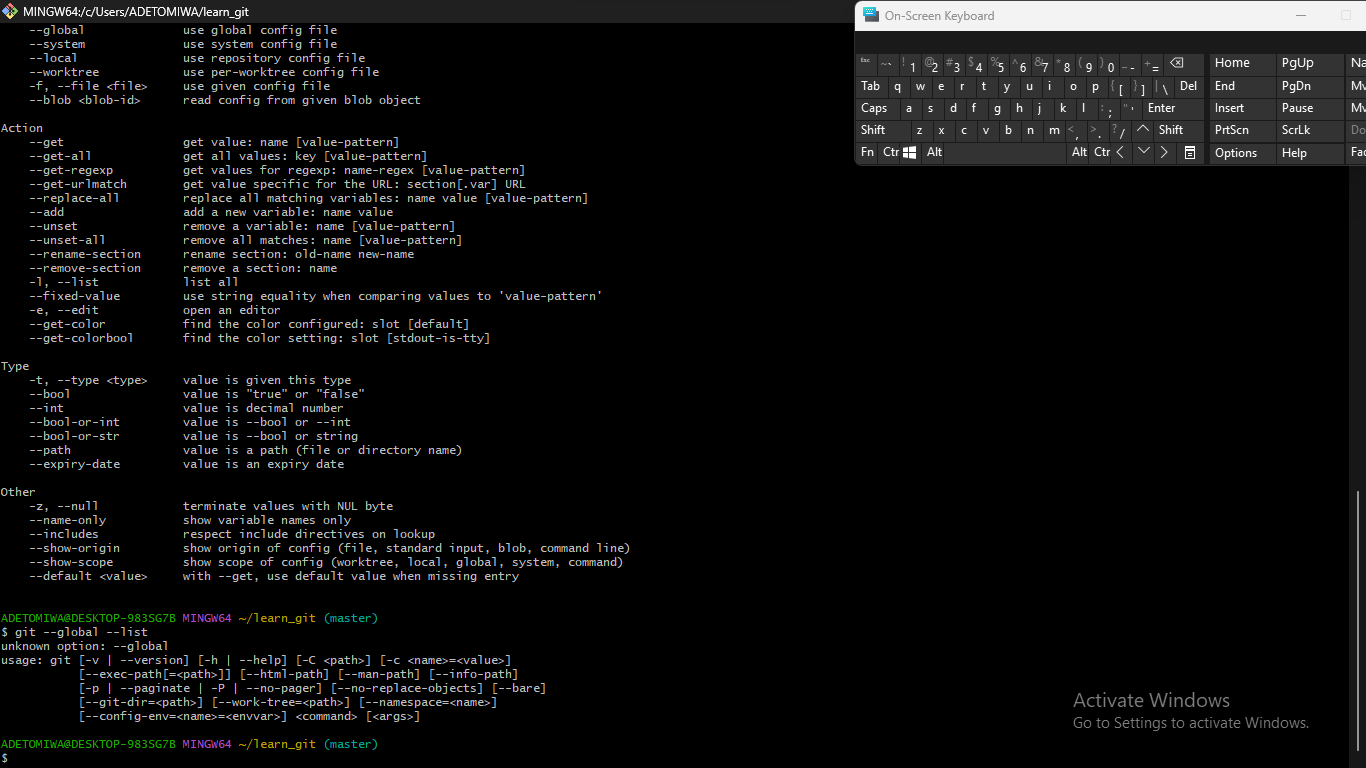 MINGW64:/c/Users/ADETOMIWA/learn_git
--global use global config file
--system use system config file
--local use repository config file
--worktree use per-worktree config file
-f, --file <file> use given config file
--blob <blob-id> read config from given blob object
Action
--get get value: name [value-pattern]
--get-all get all values: key [value-pattern]
--get-regexp get values for regexp: name-regex [value-pattern]
--get-urlmatch get value specific for the URL: section[.var] URL
--replace-all replace all matching variables: name value [value-pattern]
--add add a new variable: name value
--unset remove a variable: name [value-pattern]
--unset-all remove all matches: name [value-pattern]
--rename-section rename section: old-name new-name
--remove-section remove a section: name
-l, --list list all
--fixed-value use string equality when comparing values to 'value-pattern'
-e, --edit open an editor
--get-color find the color configured: slot [default]
--get-colorbool find the color setting: slot [stdout-is-tty]
Type
-t, --type <type> value is given this type
--bool value is "true" or "false"
--int value is decimal number
--bool-or-int value is --bool or --int
--bool-or-str value is --bool or string
--path value is a path (file or directory name)
--expiry-date value is an expiry date
Other
-z, --null terminate values with NUL byte
--name-only show variable names only
--includes respect include directives on lookup
--show-origin show origin of config (file, standard input, blob, command line)
--show-scope show scope of config (worktree, local, global, system, command)
--default <value> with --get, use default value when missing entry
ADETOMIWA@DESKTOP-983SG7B MINGW64 ~/learn_git (master)
$ git --global --list
unknown option: --global
usage: git [-v | --version] [-h | --help] [-C <path>] [-c <name>=<value>]
[--exec-path[=<path>]] [--html-path] [--man-path] [--info-path]
[-p | --paginate | -P | --no-pager] [--no-replace-objects] [--bare]
[--git-dir=<path>] [--work-tree=<path>] [--namespace=<name>]
[--config-env=<name>=<envvar>] <command> [<args>]
ADETOMIWA@DESKTOP-983SG7B MINGW64 ~/learn_git (master)
$
On-Screen Keyboard
Esc ~ ` ! 1 @ 2 # 3 $ 4 % 5 ^ 6 & 7 * 8 ( 9 ) 0 _ - + = Home PgUp Na
Tab q w e r t y u i o p { [ } ] | \ Del End PgDn Mv
Caps a s d f g h j k l : ; " ' Enter Insert Pause Mv
Shift z x c v b n m < , > . ? / Shift PrtScn ScrLk Do
Fn Ctr Alt Alt Ctr Options Help Fac
Activate Windows
Go to Settings to activate Windows.